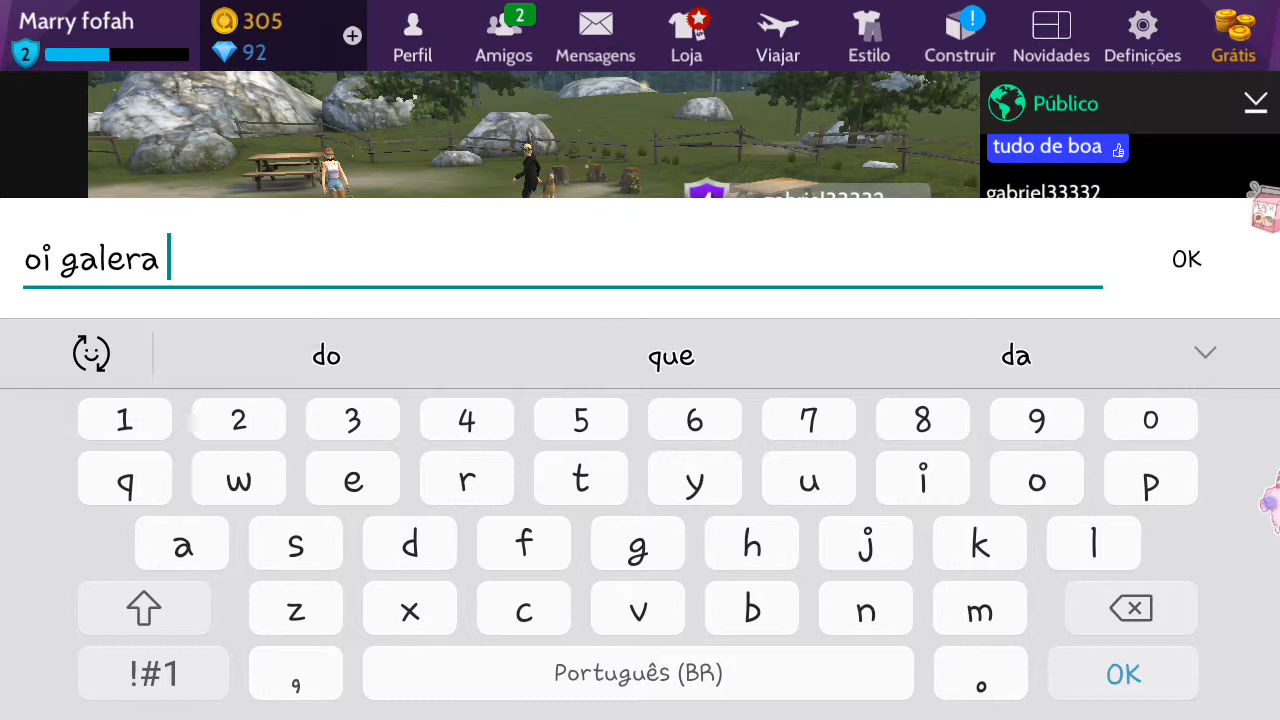 Marry fofah
2
305
92
Perfil
2
Amigos
Mensagens
Loja
Viajar
Estilo
!
Construir
Novidades
Definições
Grátis
Público
tudo de boa
gabriel33332
gabriel33332
oi galera
OK
do que da
1 2 3 4 5 6 7 8 9 0
q w e r t y u i o p
a s d f g h j k l
z x c v b n m
!#1 , Português (BR) . OK